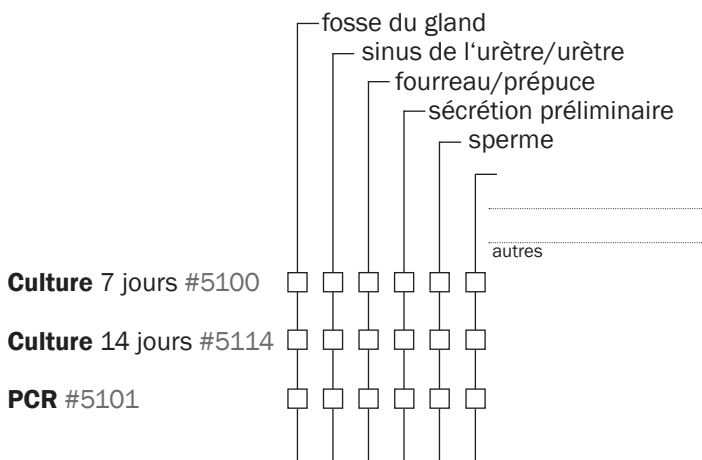 fosse du gland
sinus de l‘urètre/urètre
fourreau/prépuce
sécrétion préliminaire
sperme
autres
Culture 7 jours #5100
Culture 14 jours #5114
PCR #5101